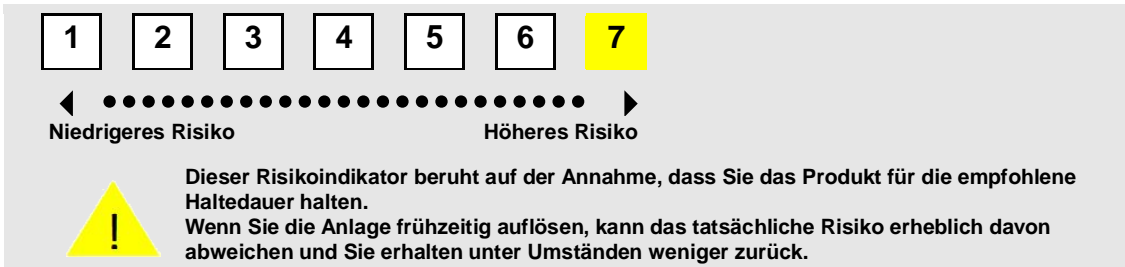 1 2 3 4 5 6 7
Niedrigeres Risiko Höheres Risiko
Dieser Risikoindikator beruht auf der Annahme, dass Sie das Produkt für die empfohlene
Haltedauer halten.
Wenn Sie die Anlage frühzeitig auflösen, kann das tatsächliche Risiko erheblich davon
abweichen und Sie erhalten unter Umständen weniger zurück.
!